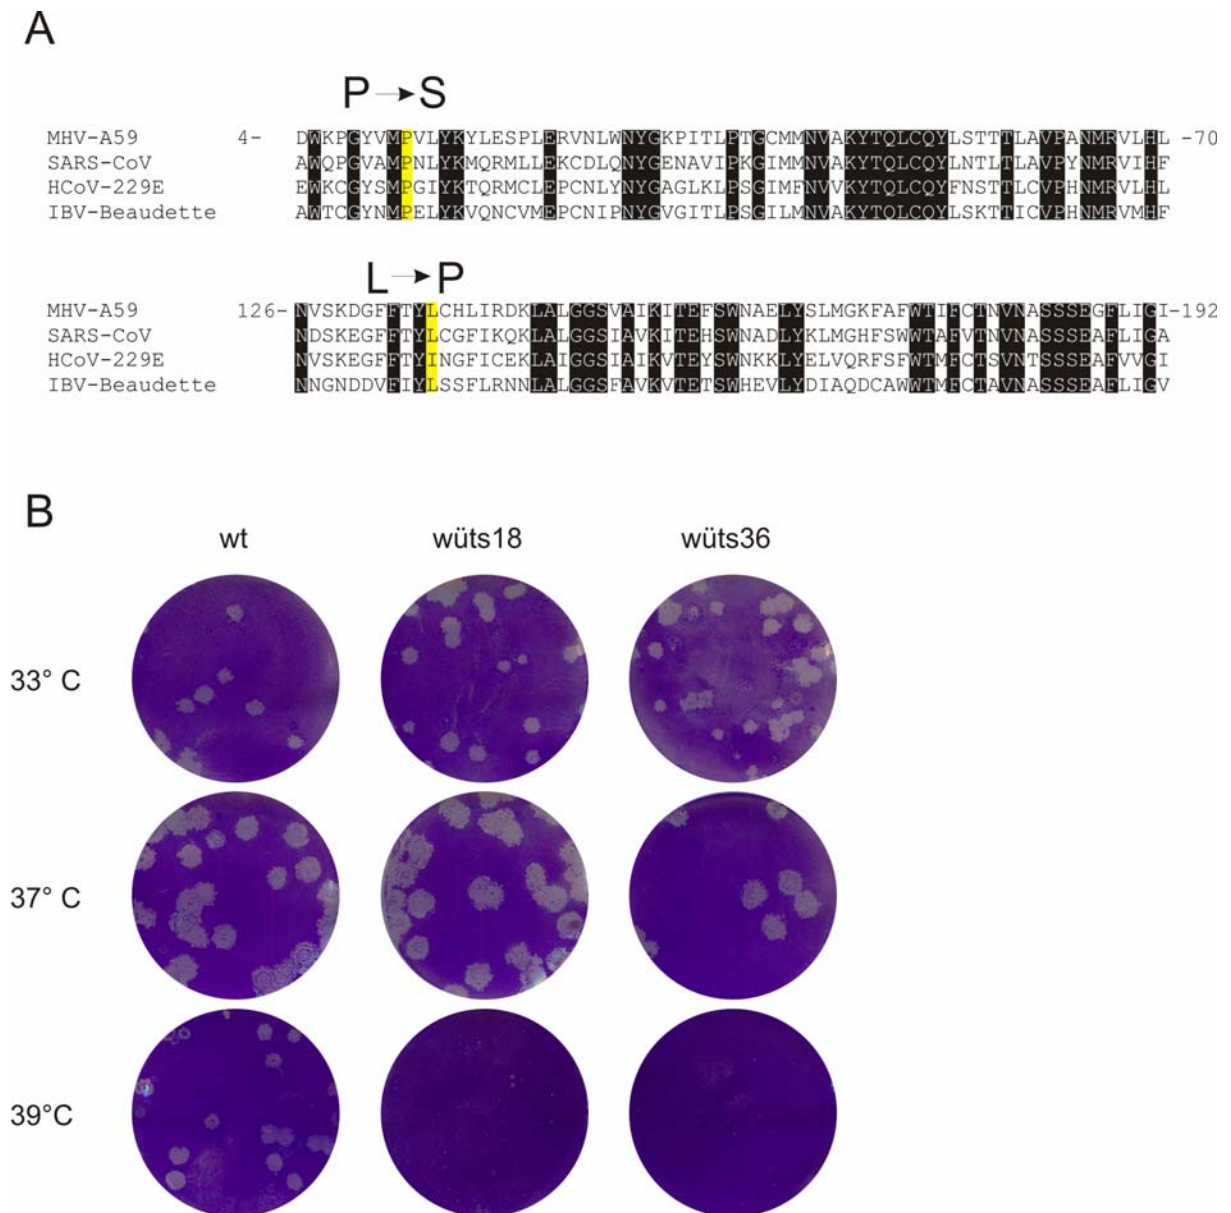 A
P → S
MHV-A59 4- DWKPGYVMPVLYKYLESPLERVNLWNYGKPITLPTGCMMNVAKYTQLCQYLSTTTLAVPANMRVLHL -70
SARS-CoV AWQPGVAMPNLYKMQRMLLEKCDLQNYGENAVIPKGIMMNVAKYTQLCQYLNTLTLAVPYNMRVIHF
HCoV-229E EWKCGYSMPGIYKTQRMCLEPCNLYNYGAGLKLPSGIMFNVVKYTQLCQYFNSTTLCVPHNMRVLHL
IBV-Beaudette AWTCGYNMPELYKVQNCVMEPCNIPNYGVGITLPSGILMNVAKYTQLCQYLSKTTICVPHNMRVMHF
L → P
MHV-A59 126- NVSKDGFFTYLCHLIRDKLALGGSVAIKITEFSWNAELYSLMGKFAFWTIFCTNVNASSSEGFLIGI -192
SARS-CoV NDSKEGFFTYLCGFIKQKLALGGSIAVKITEHSWNADLYKLMGHFSWWTAFVTNVNASSSEAFLIGA
HCoV-229E NVSKEGFFTYINGFICEKLAIGGSIAIKVTEYSWNKKLYELVQRFSFWTMFCTSVNTSSSEAFVVGI
IBV-Beaudette NNGNDDVFIYLSSFLRNNLALGGSFAVKVTETSWHEVLYDIAQDCAWWTMFCTAVNASSSEAFLIGV
B
wt wüts18 wüts36
33° C
37° C
39°C